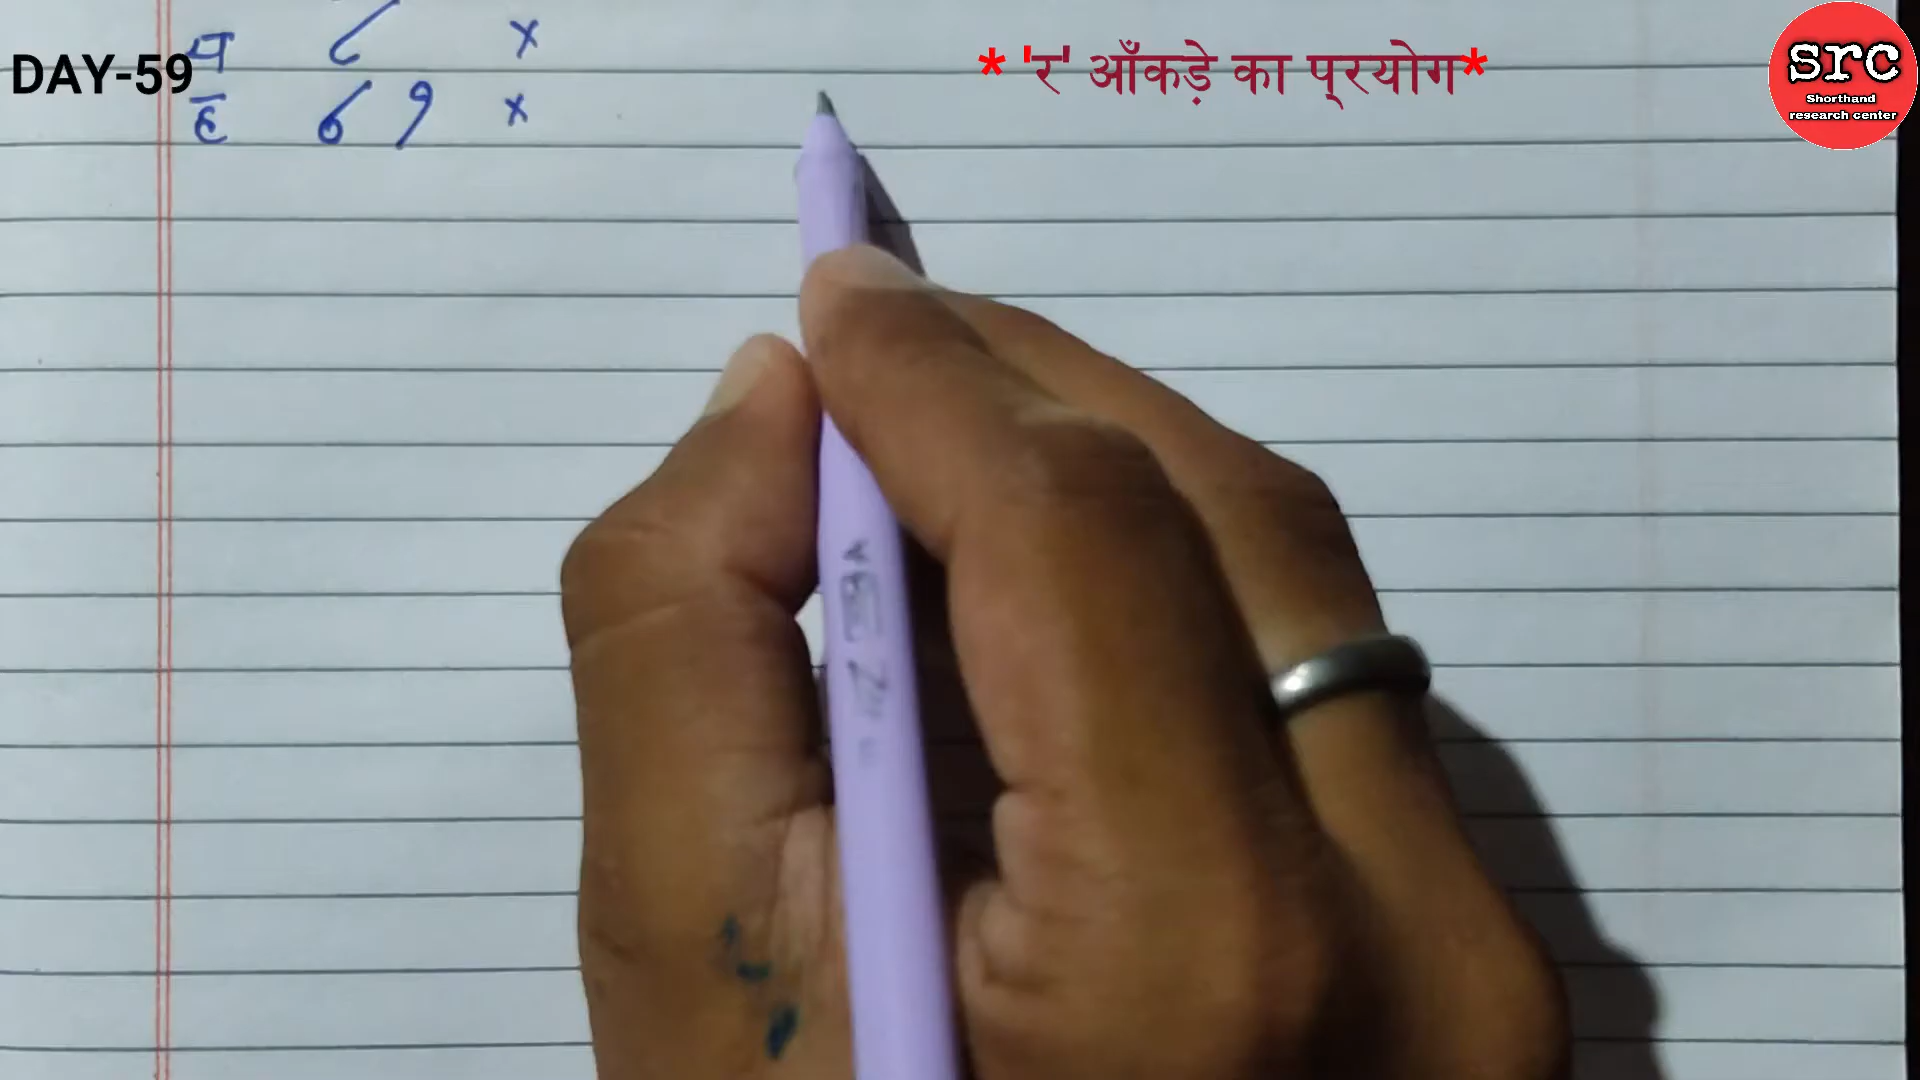 DAY-59
* 'र' आँकड़े का प्रयोग*
src
Shorthand
research center
य ×
ह ×